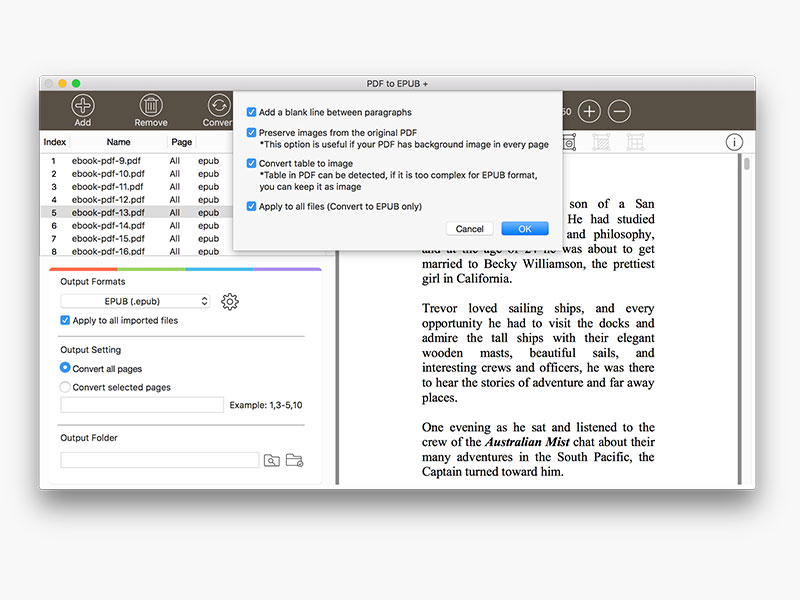 PDF to EPUB +
Add
Remove
Conver
50
Add a blank line between paragraphs
Preserve images from the original PDF
*This option is useful if your PDF has background image in every page
Convert table to image
*Table in PDF can be detected, if it is too complex for EPUB format,
you can keep it as image
Apply to all files (Convert to EPUB only)
Cancel
OK
Index Name Page
1 ebook-pdf-9.pdf All epub
2 ebook-pdf-10.pdf All epub
3 ebook-pdf-11.pdf All epub
4 ebook-pdf-12.pdf All epub
5 ebook-pdf-13.pdf All epub
6 ebook-pdf-14.pdf All epub
7 ebook-pdf-15.pdf All epub
8 ebook-pdf-16.pdf All epub
Output Formats
EPUB (.epub)
Apply to all imported files
Output Setting
Convert all pages
Convert selected pages
Example: 1,3-5,10
Output Folder
son of a San
He had studied
and philosophy,
and at the age of 24 he was about to get
married to Becky Williamson, the prettiest
girl in California.
Trevor loved sailing ships, and every
opportunity he had to visit the docks and
admire the tall ships with their elegant
wooden masts, beautiful sails, and
interesting crews and officers, he was there
to hear the stories of adventure and far away
places.
One evening as he sat and listened to the
crew of the Australian Mist chat about their
many adventures in the South Pacific, the
Captain turned toward him.